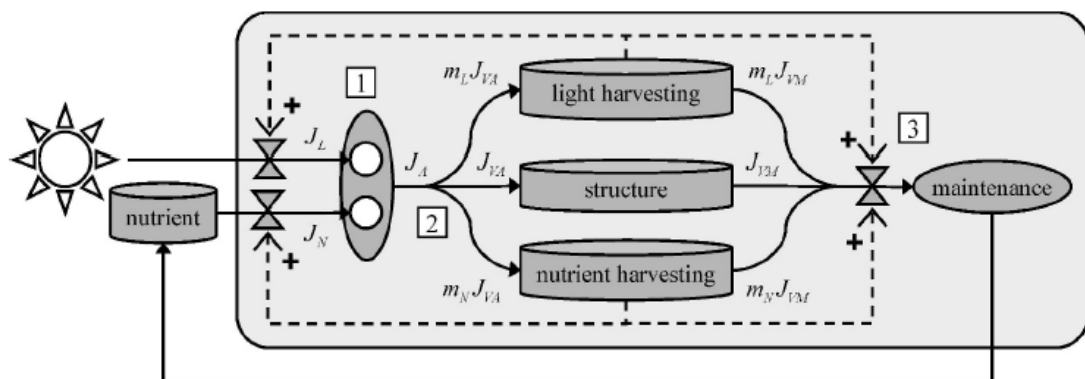 1
m_L J_VA
m_L J_VM
light harvesting
+
+
3
J_L
J_A
J_VA
J_VM
structure
maintenance
nutrient
2
J_N
+
+
nutrient harvesting
m_N J_VA
m_N J_VM